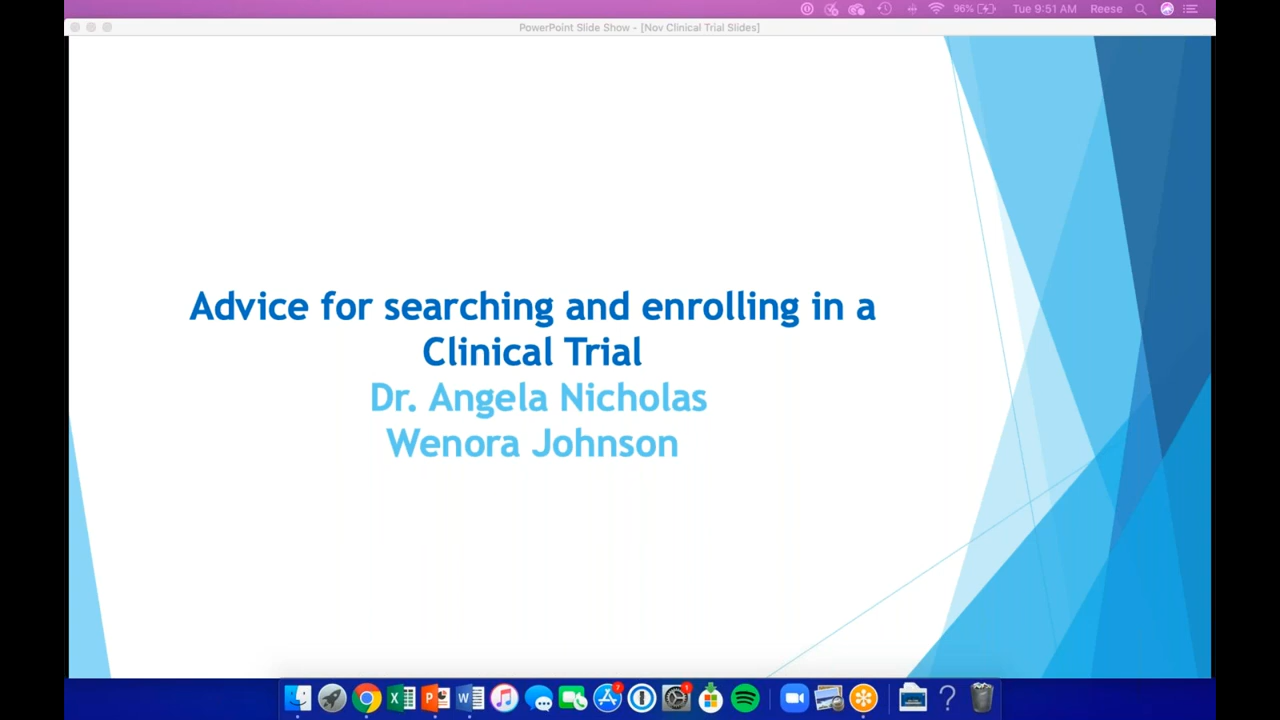 96% Tue 9:51 AM Reese
PowerPoint Slide Show - [Nov Clinical Trial Slides]
Advice for searching and enrolling in a
Clinical Trial
Dr. Angela Nicholas
Wenora Johnson